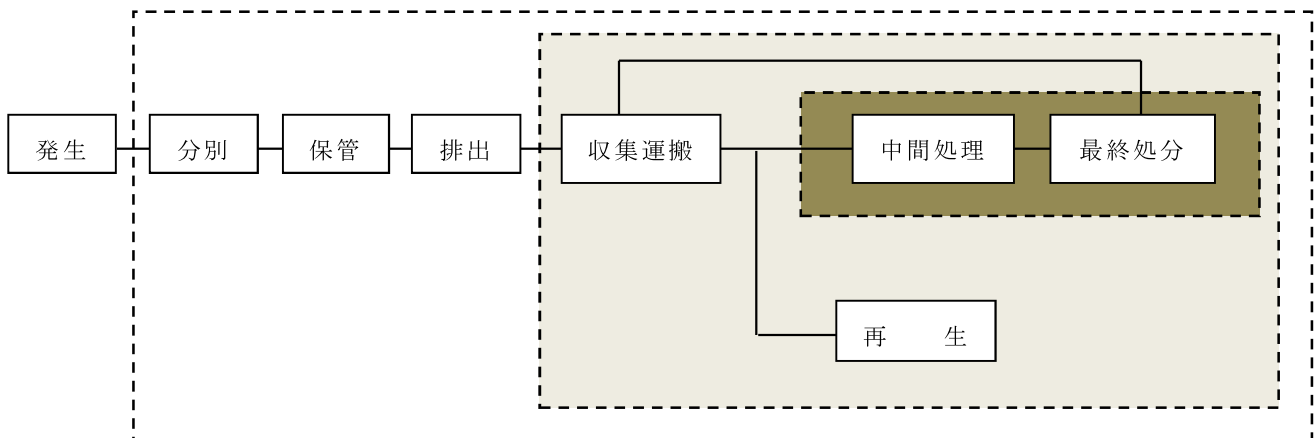 発生
分別
保管
排出
収集運搬
中間処理
最終処分
再　　生